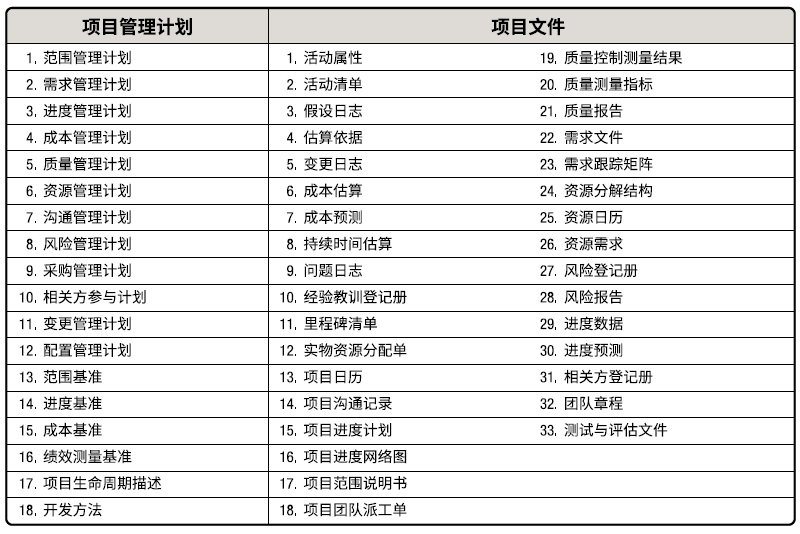 项目管理计划 项目文件
1. 范围管理计划 1. 活动属性 19. 质量控制测量结果
2. 需求管理计划 2. 活动清单 20. 质量测量指标
3. 进度管理计划 3. 假设日志 21. 质量报告
4. 成本管理计划 4. 估算依据 22. 需求文件
5. 质量管理计划 5. 变更日志 23. 需求跟踪矩阵
6. 资源管理计划 6. 成本估算 24. 资源分解结构
7. 沟通管理计划 7. 成本预测 25. 资源日历
8. 风险管理计划 8. 持续时间估算 26. 资源需求
9. 采购管理计划 9. 问题日志 27. 风险登记册
10. 相关方参与计划 10. 经验教训登记册 28. 风险报告
11. 变更管理计划 11. 里程碑清单 29. 进度数据
12. 配置管理计划 12. 实物资源分配单 30. 进度预测
13. 范围基准 13. 项目日历 31. 相关方登记册
14. 进度基准 14. 项目沟通记录 32. 团队章程
15. 成本基准 15. 项目进度计划 33. 测试与评估文件
16. 绩效测量基准 16. 项目进度网络图
17. 项目生命周期描述 17. 项目范围说明书
18. 开发方法 18. 项目团队派工单